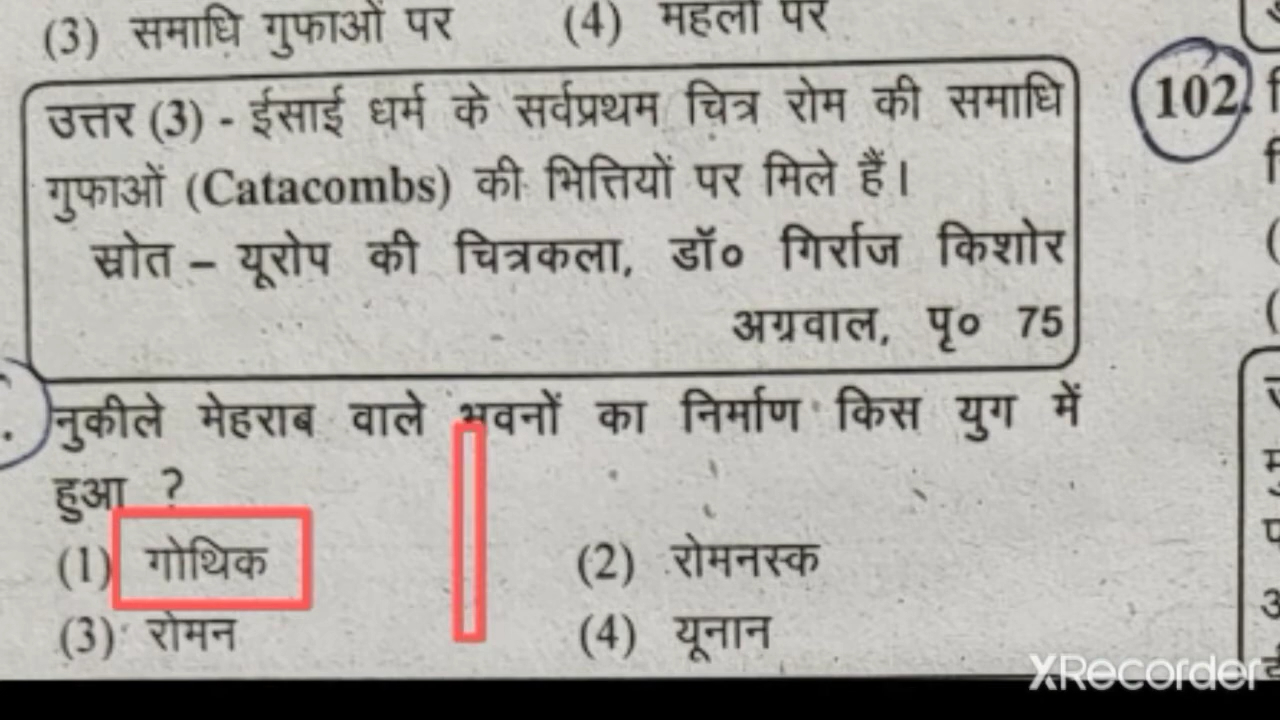 (3) समाधि गुफाओं पर (4) महलों पर
उत्तर (3) - ईसाई धर्म के सर्वप्रथम चित्र रोम की समाधि
गुफाओं (Catacombs) की भित्तियों पर मिले हैं।
स्रोत – यूरोप की चित्रकला, डॉ० गिर्राज किशोर
अग्रवाल, पृ० 75
नुकीले मेहराब वाले भवनों का निर्माण किस युग में
हुआ ?
(1) गोथिक (2) रोमनस्क
(3) रोमन (4) यूनान
102.
XRecorder